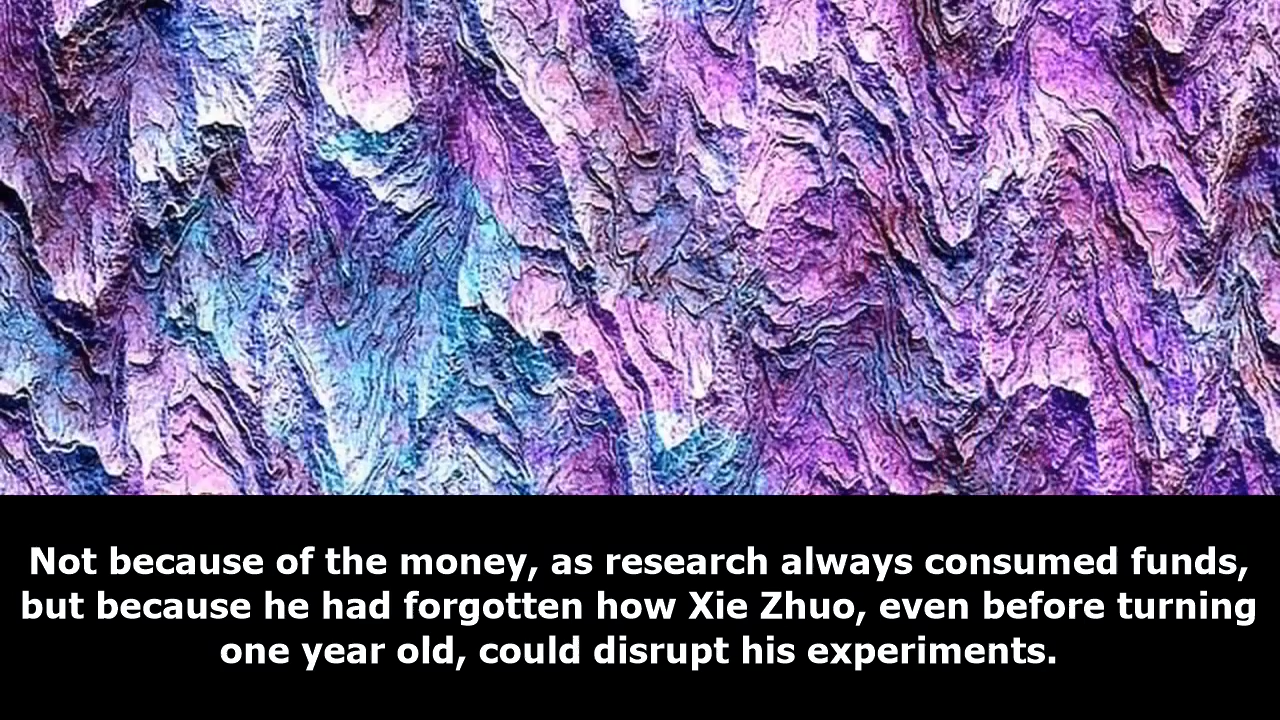 Not because of the money, as research always consumed funds,
but because he had forgotten how Xie Zhuo, even before turning
one year old, could disrupt his experiments.